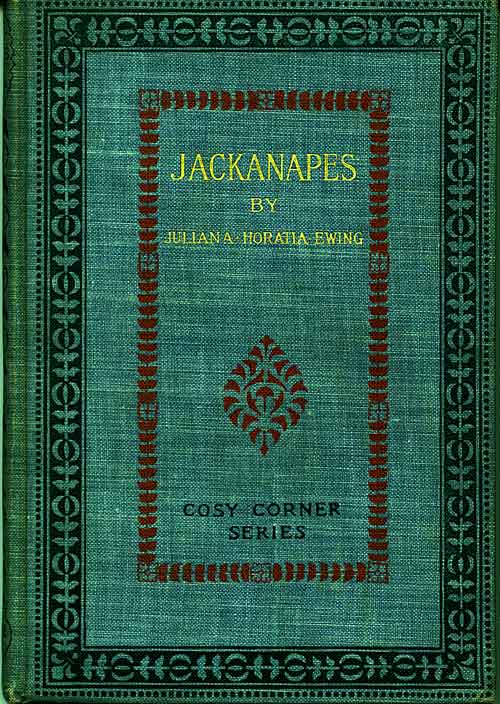 JACKANAPES
BY
JULIANA HORATIA EWING
COSY CORNER
SERIES